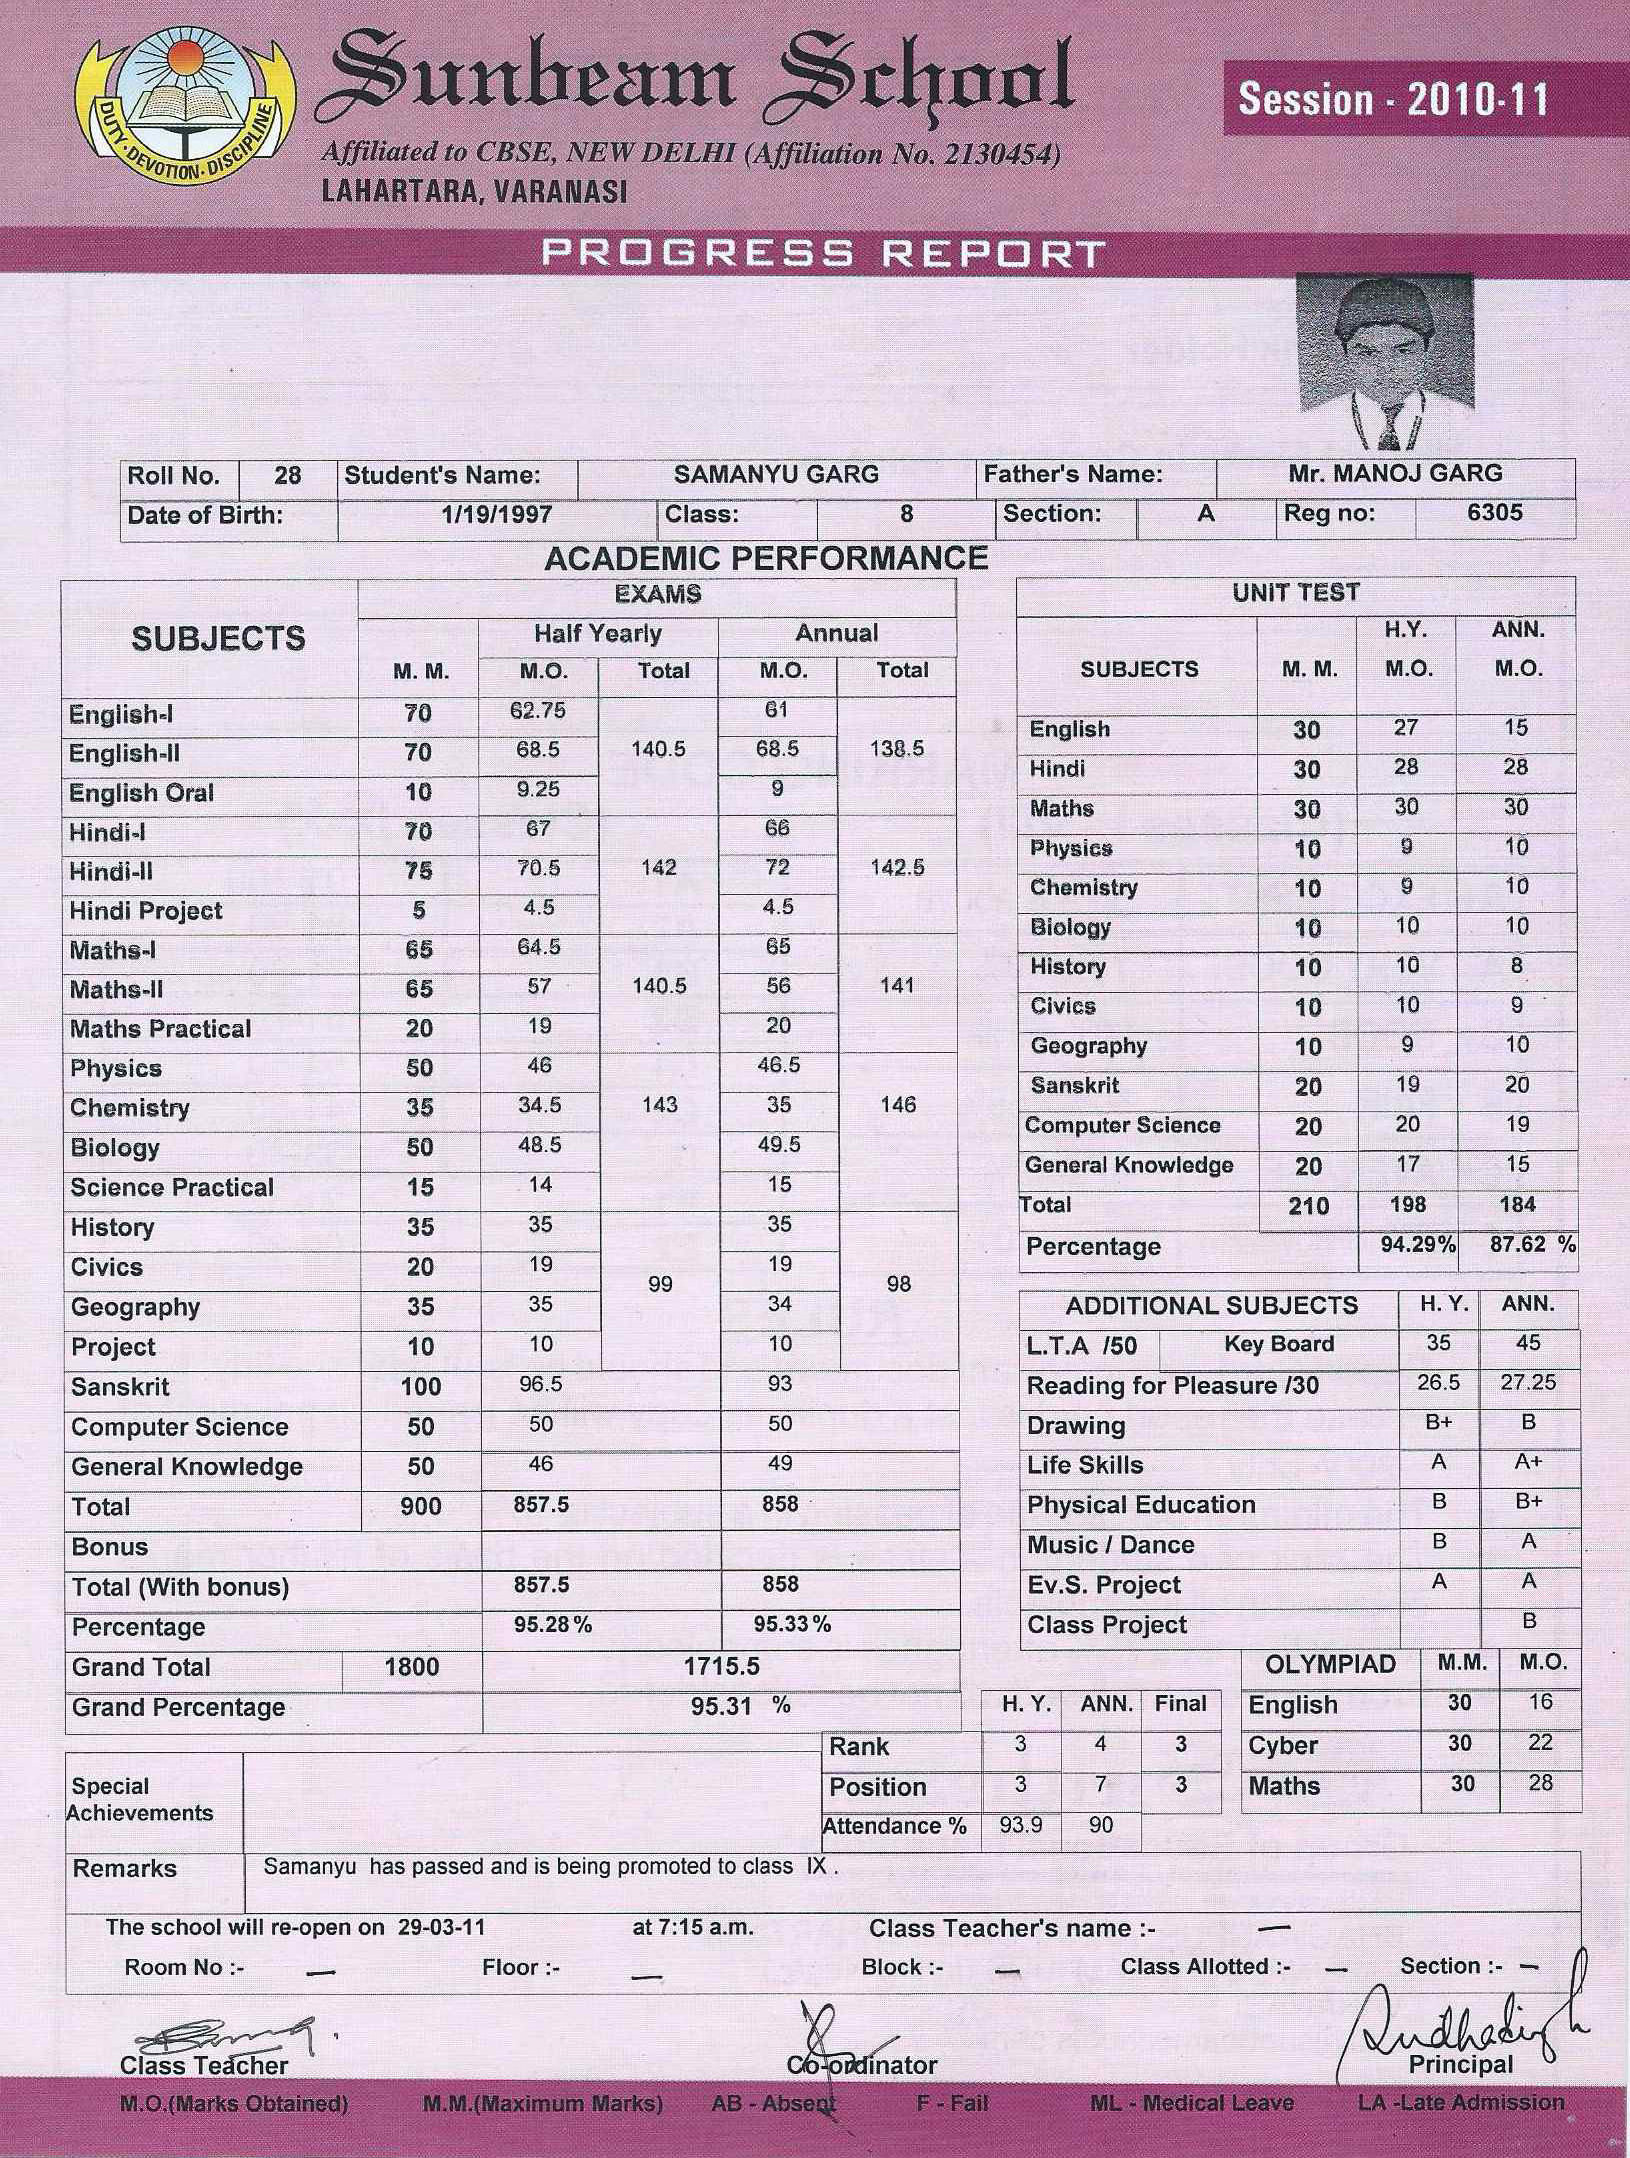 Sunbeam School
Session - 2010-11
DUTY · DEVOTION · DISCIPLINE
Affiliated to CBSE, NEW DELHI (Affiliation No. 2130454)
LAHARTARA, VARANASI
PROGRESS REPORT
Roll No. 28 Student's Name: SAMANYU GARG Father's Name: Mr. MANOJ GARG
Date of Birth: 1/19/1997 Class: 8 Section: A Reg no: 6305
ACADEMIC PERFORMANCE
EXAMS
SUBJECTS Half Yearly Annual
M. M. M.O. Total M.O. Total
English-I 70 62.75 61
English-II 70 68.5 140.5 68.5 138.5
English Oral 10 9.25 9
Hindi-I 70 67 66
Hindi-II 75 70.5 142 72 142.5
Hindi Project 5 4.5 4.5
Maths-I 65 64.5 65
Maths-II 65 57 140.5 56 141
Maths Practical 20 19 20
Physics 50 46 46.5
Chemistry 35 34.5 143 35 146
Biology 50 48.5 49.5
Science Practical 15 14 15
History 35 35 35
Civics 20 19 99 19 98
Geography 35 35 34
Project 10 10 10
Sanskrit 100 96.5 93
Computer Science 50 50 50
General Knowledge 50 46 49
Total 900 857.5 858
Bonus
Total (With bonus) 857.5 858
Percentage 95.28 % 95.33 %
Grand Total 1800 1715.5
Grand Percentage 95.31 %
UNIT TEST
H.Y. ANN.
SUBJECTS M. M. M.O. M.O.
English 30 27 15
Hindi 30 28 28
Maths 30 30 30
Physics 10 9 10
Chemistry 10 9 10
Biology 10 10 10
History 10 10 8
Civics 10 10 9
Geography 10 9 10
Sanskrit 20 19 20
Computer Science 20 20 19
General Knowledge 20 17 15
Total 210 198 184
Percentage 94.29% 87.62 %
ADDITIONAL SUBJECTS H. Y. ANN.
L.T.A /50 Key Board 35 45
Reading for Pleasure /30 26.5 27.25
Drawing B+ B
Life Skills A A+
Physical Education B B+
Music / Dance B A
Ev.S. Project A A
Class Project B
OLYMPIAD M.M. M.O.
English 30 16
Cyber 30 22
Maths 30 28
H. Y. ANN. Final
Rank 3 4 3
Position 3 7 3
Attendance % 93.9 90
Special
Achievements
Remarks Samanyu has passed and is being promoted to class IX .
The school will re-open on 29-03-11 at 7:15 a.m. Class Teacher's name :- —
Room No :- — Floor :- — Block :- — Class Allotted :- — Section :- —
Class Teacher Co-ordinator Principal
M.O.(Marks Obtained) M.M.(Maximum Marks) AB - Absent F - Fail ML - Medical Leave LA -Late Admission